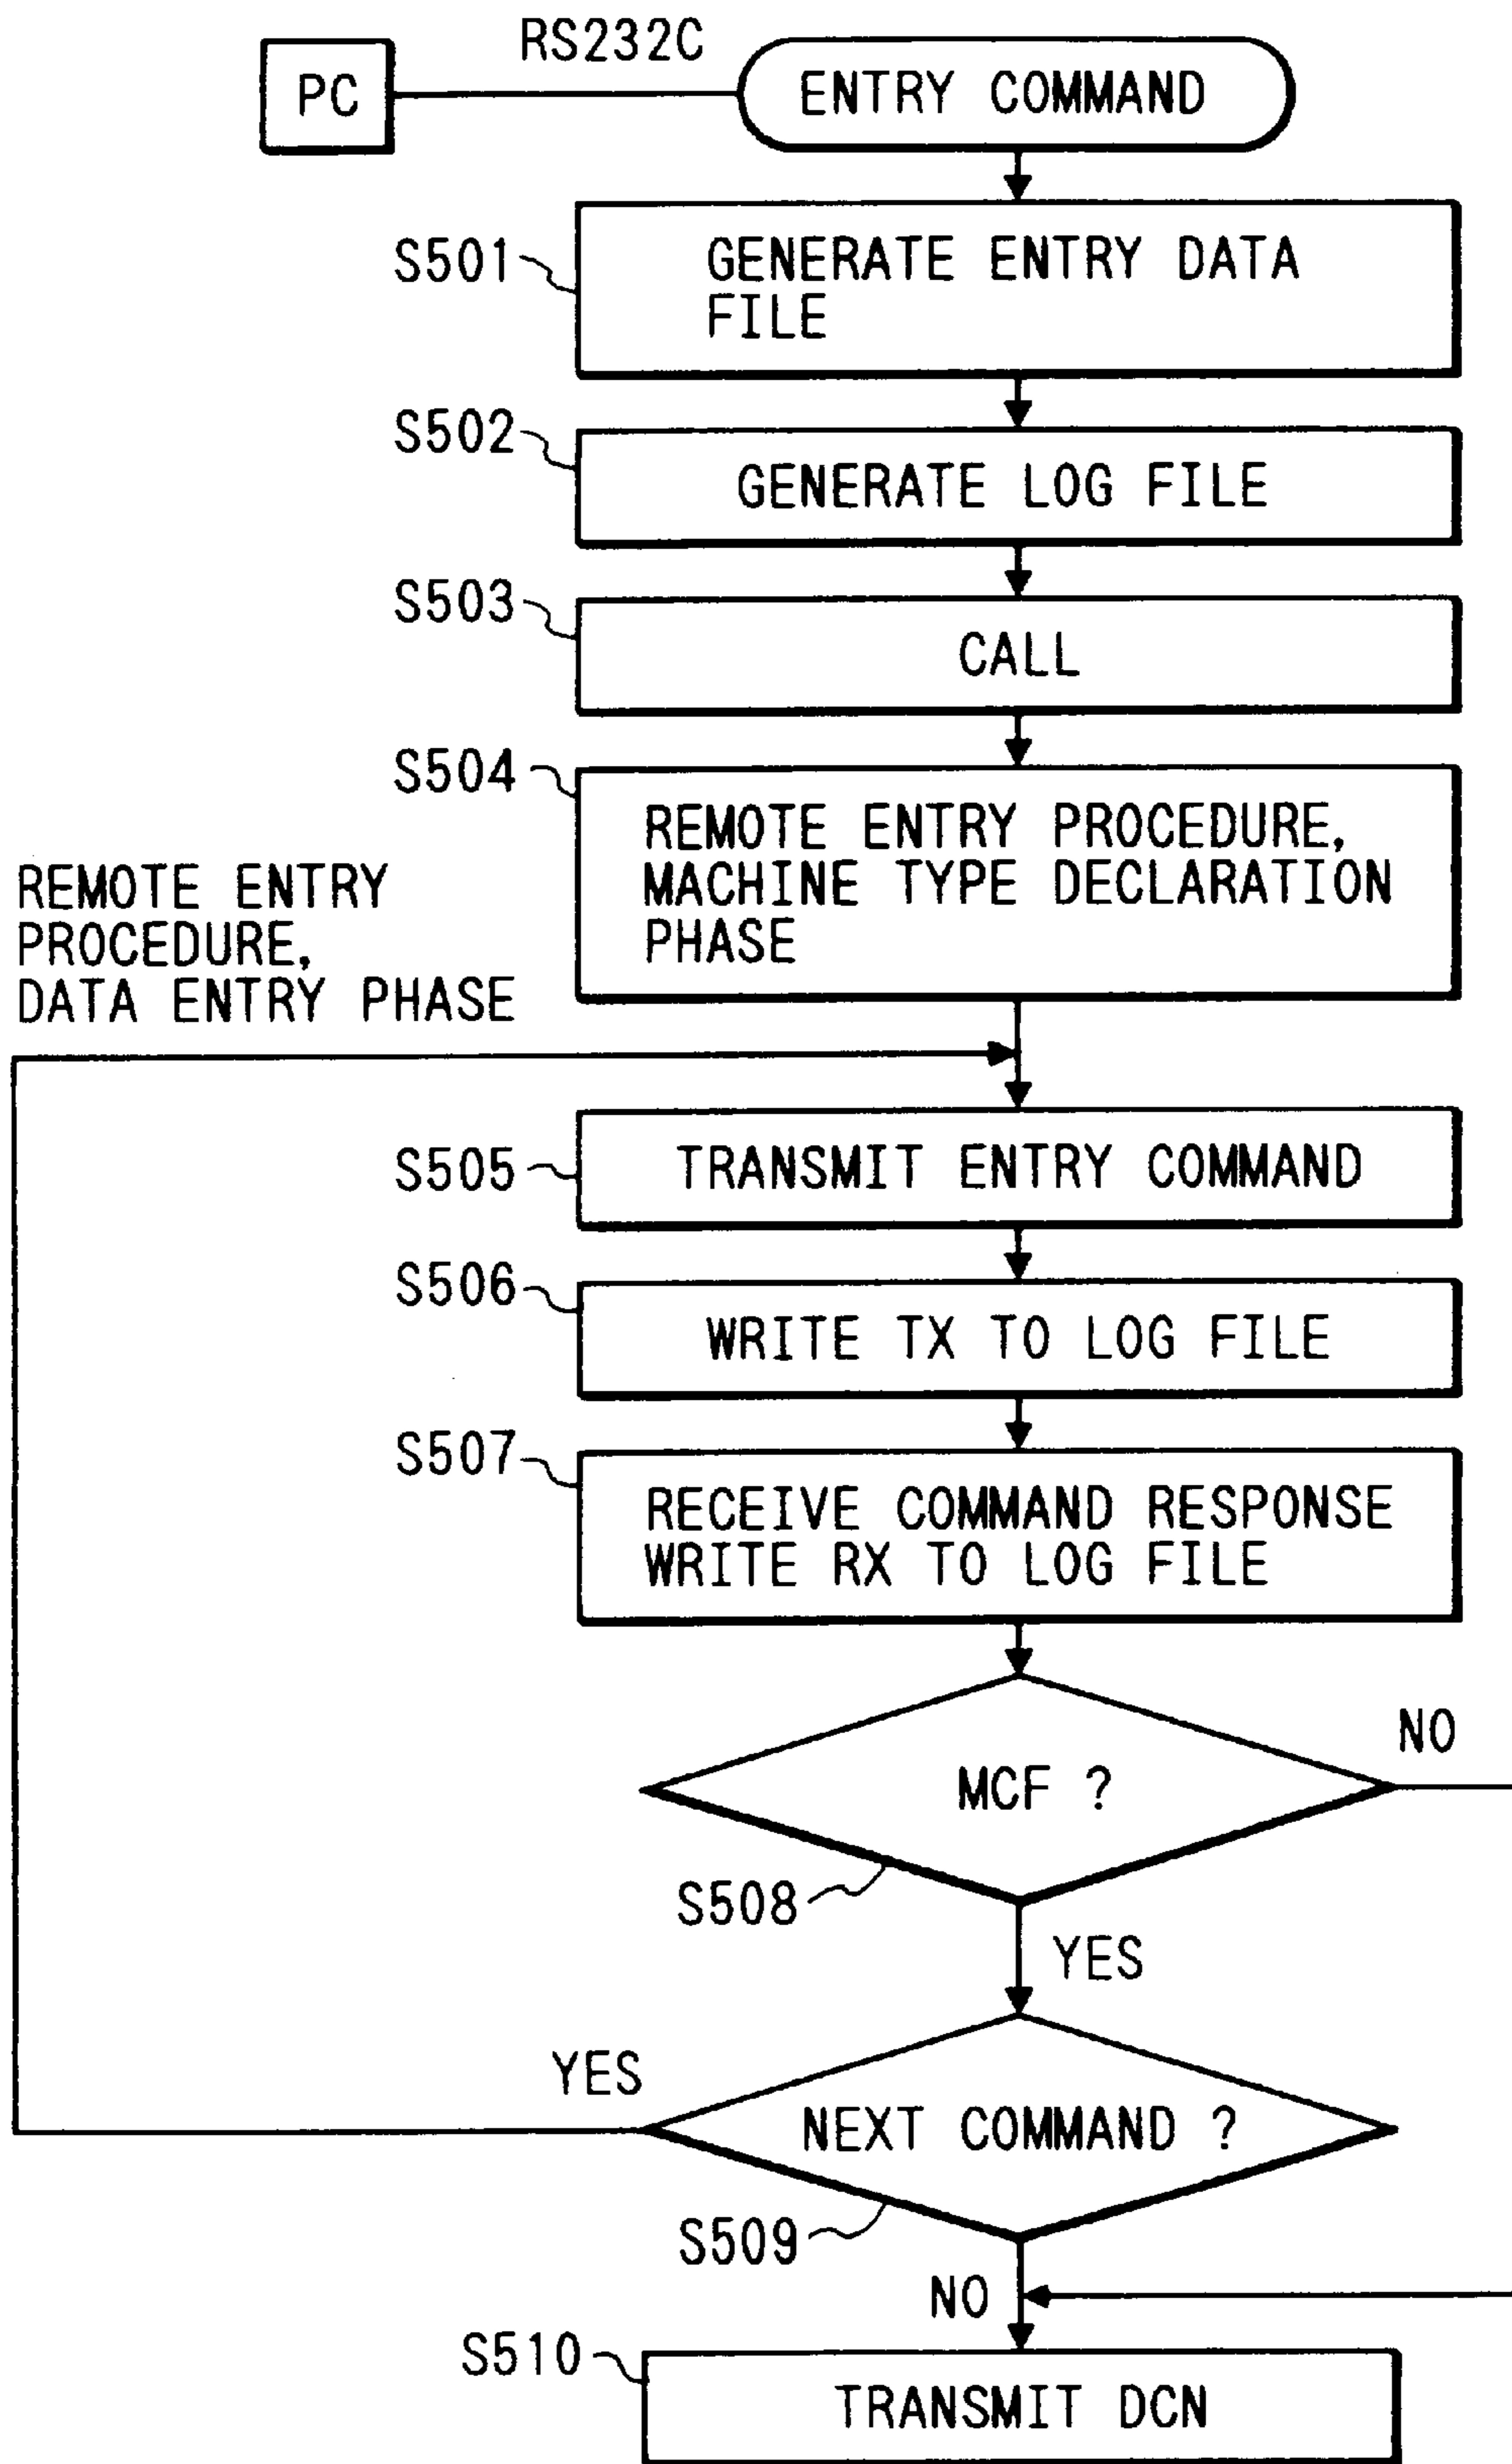 RS232C
PC
ENTRY COMMAND
S501
GENERATE ENTRY DATA
FILE
S502
GENERATE LOG FILE
S503
CALL
S504
REMOTE ENTRY PROCEDURE,
MACHINE TYPE DECLARATION
PHASE
REMOTE ENTRY
PROCEDURE,
DATA ENTRY PHASE
S505
TRANSMIT ENTRY COMMAND
S506
WRITE TX TO LOG FILE
S507
RECEIVE COMMAND RESPONSE
WRITE RX TO LOG FILE
NO
MCF ?
S508
YES
YES
NEXT COMMAND ?
S509
NO
S510
TRANSMIT DCN